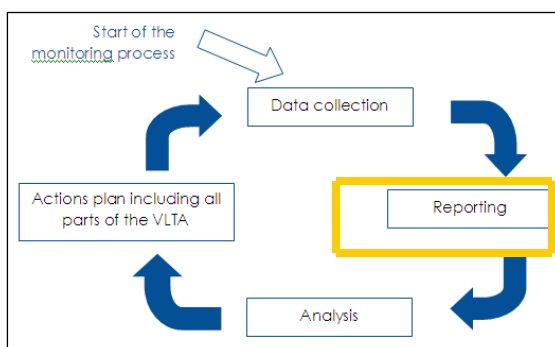 Start of the
monitoring process
Data collection
Actions plan including all
parts of the VLTA
Reporting
Analysis